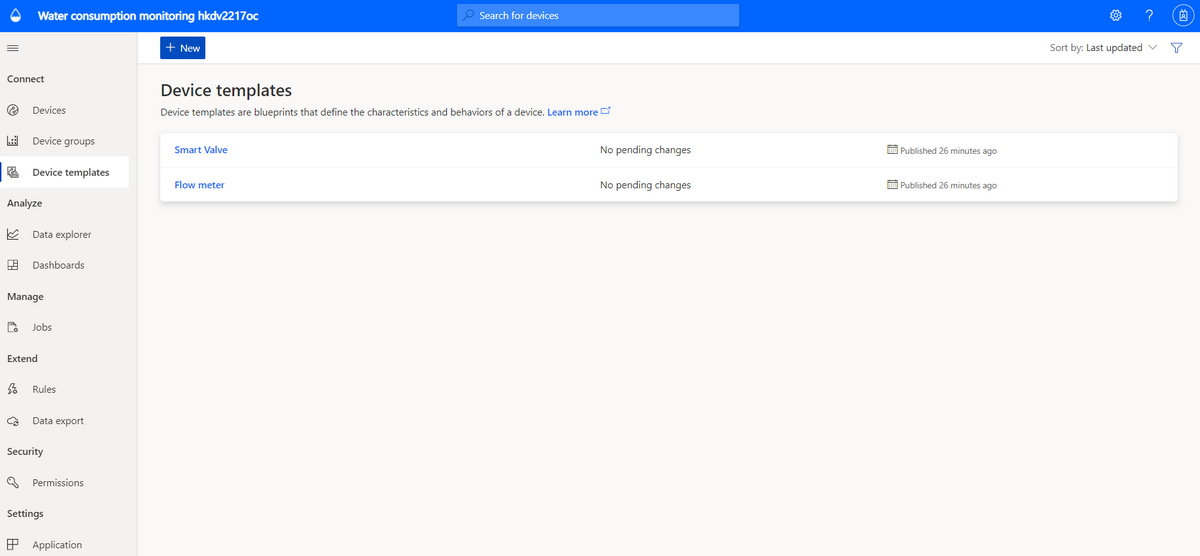 Water consumption monitoring hkdv2217oc
Search for devices
?
+ New
Sort by: Last updated
Connect
Devices
Device groups
Device templates
Analyze
Data explorer
Dashboards
Manage
Jobs
Extend
Rules
Data export
Security
Permissions
Settings
Application
Device templates
Device templates are blueprints that define the characteristics and behaviors of a device. Learn more
Smart Valve No pending changes Published 26 minutes ago
Flow meter No pending changes Published 26 minutes ago